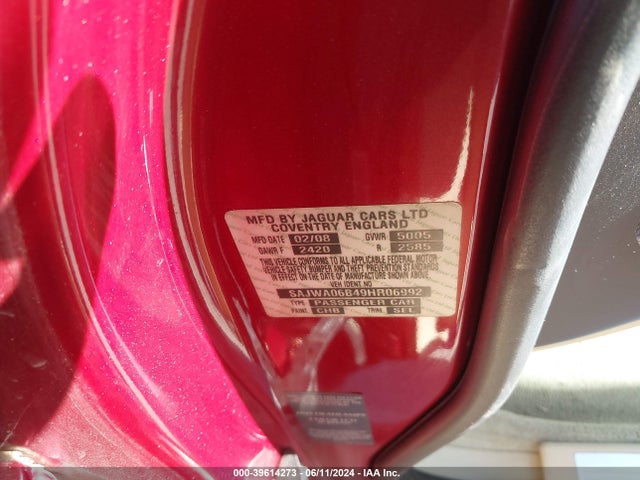 MFD BY JAGUAR CARS LTD
COVENTRY ENGLAND
MFD DATE 02/08 GVWR 5005
GAWR F 2420 R 2585
THIS VEHICLE CONFORMS TO ALL APPLICABLE FEDERAL MOTOR
VEHICLE SAFETY BUMPER AND THEFT PREVENTION STANDARDS
IN EFFECT ON THE DATE OF MANUFACTURE SHOWN ABOVE.
VEH IDENT NO
SAJWA06B49HR06992
TYPE PASSENGER CAR
PAINT CHB TRIM SEL
000-39614273 - 06/11/2024 - IAA Inc.